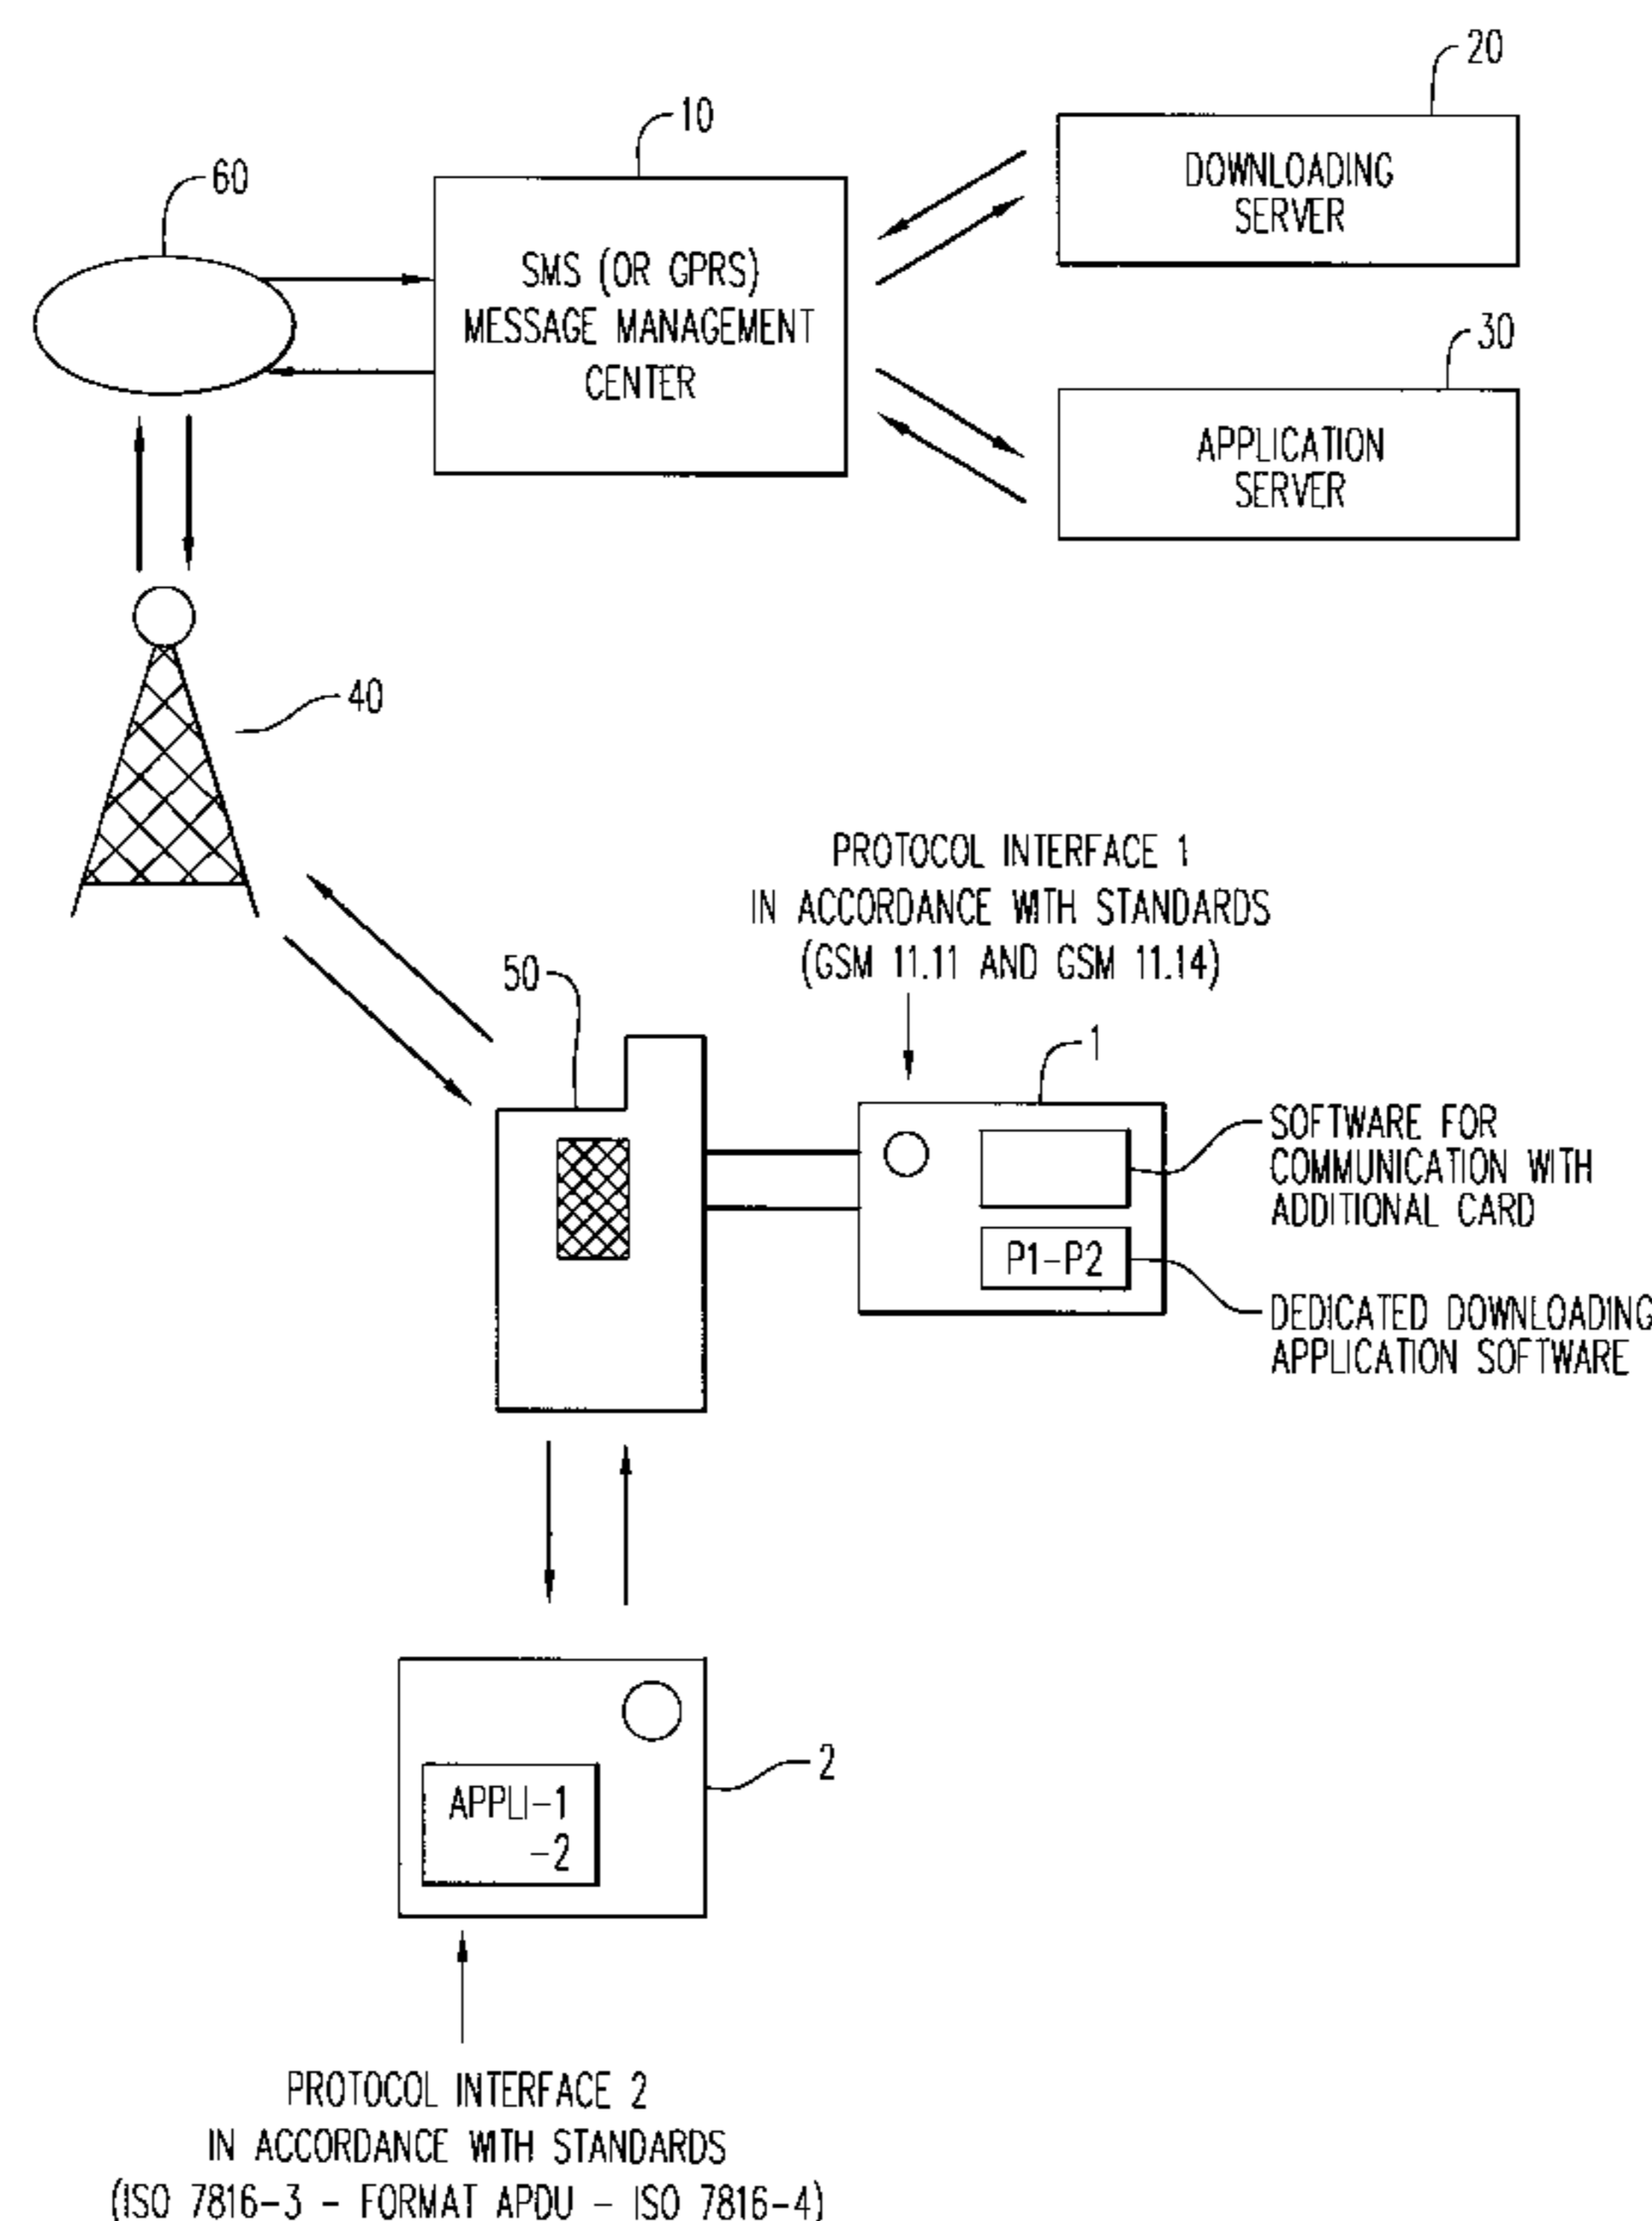 20
10
60
DOWNLOADING
SERVER
SMS (OR GPRS)
MESSAGE MANAGEMENT
CENTER
30
APPLICATION
SERVER
40
PROTOCOL INTERFACE 1
IN ACCORDANCE WITH STANDARDS
(GSM 11.11 AND GSM 11.14)
50
1
SOFTWARE FOR
COMMUNICATION WITH
ADDITIONAL CARD
P1-P2
DEDICATED DOWNLOADING
APPLICATION SOFTWARE
2
APPLI-1
-2
PROTOCOL INTERFACE 2
IN ACCORDANCE WITH STANDARDS
(ISO 7816-3 - FORMAT APDU - ISO 7816-4)